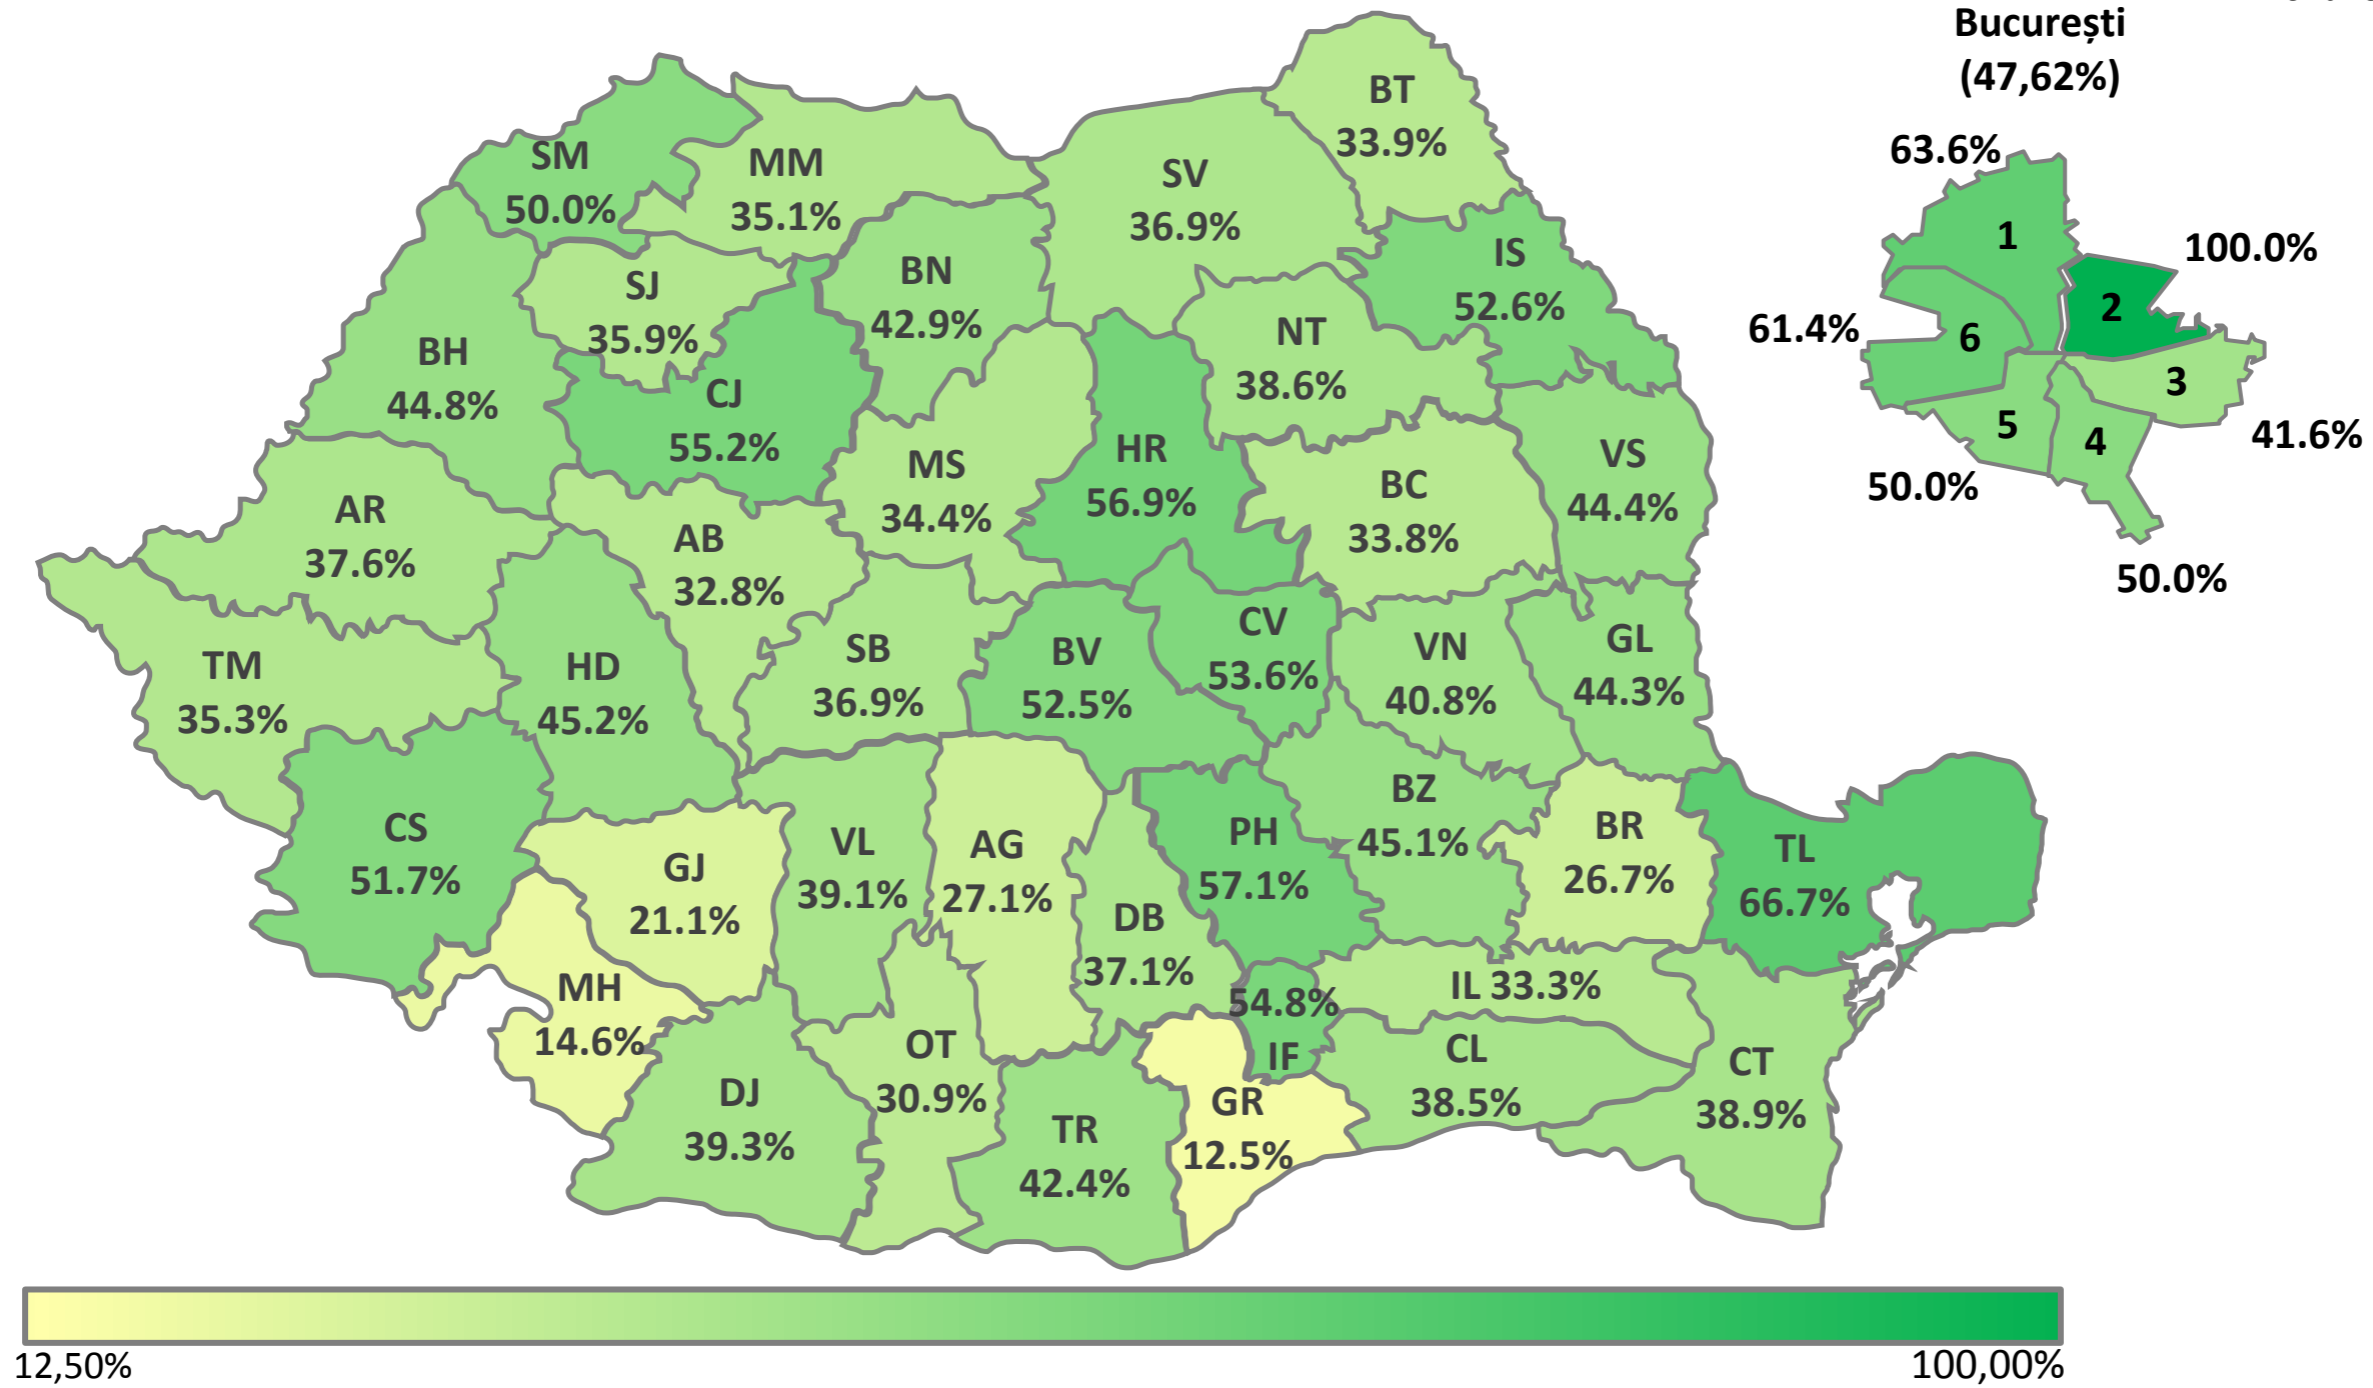 București
(47,62%)
63.6%
1
100.0%
2
61.4%
6
3
41.6%
5
4
50.0%
50.0%
BT
33.9%
SM
50.0%
MM
35.1%
SV
36.9%
IS
52.6%
SJ
35.9%
BN
42.9%
NT
38.6%
BH
44.8%
CJ
55.2%
MS
34.4%
HR
56.9%
BC
33.8%
VS
44.4%
AR
37.6%
AB
32.8%
TM
35.3%
HD
45.2%
SB
36.9%
BV
52.5%
CV
53.6%
VN
40.8%
GL
44.3%
CS
51.7%
GJ
21.1%
VL
39.1%
AG
27.1%
PH
57.1%
BZ
45.1%
BR
26.7%
TL
66.7%
DB
37.1%
MH
14.6%
54.8%
IF
IL 33.3%
OT
30.9%
CL
38.5%
CT
38.9%
DJ
39.3%
TR
42.4%
GR
12.5%
12,50%
100,00%